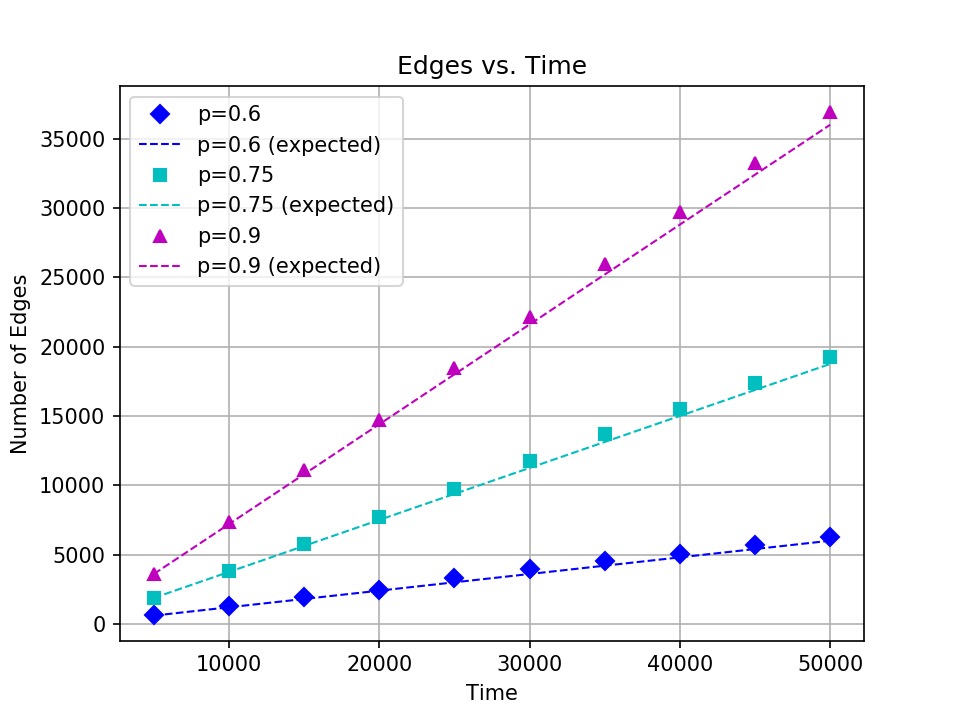 Edges vs. Time
p=0.6
p=0.6 (expected)
p=0.75
p=0.75 (expected)
p=0.9
p=0.9 (expected)
Number of Edges
35000
30000
25000
20000
15000
10000
5000
0
10000 20000 30000 40000 50000
Time